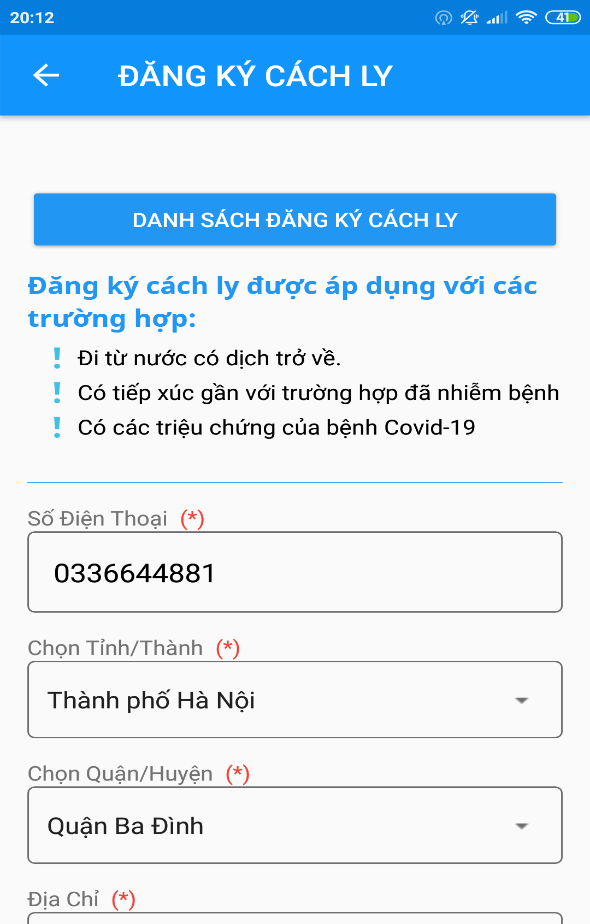 20:12
41
ĐĂNG KÝ CÁCH LY
DANH SÁCH ĐĂNG KÝ CÁCH LY
Đăng ký cách ly được áp dụng với các
trường hợp:
Đi từ nước có dịch trở về.
Có tiếp xúc gần với trường hợp đã nhiễm bệnh
Có các triệu chứng của bệnh Covid-19
Số Điện Thoại (*)
0336644881
Chọn Tỉnh/Thành (*)
Thành phố Hà Nội
Chọn Quận/Huyện (*)
Quận Ba Đình
Địa Chỉ (*)